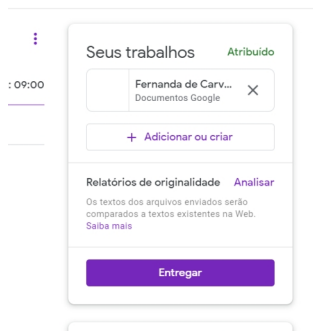 Seus trabalhos
Atribuído
: 09:00
Fernanda de Carv...
Documentos Google
+ Adicionar ou criar
Relatórios de originalidade
Analisar
Os textos dos arquivos enviados serão
comparados a textos existentes na Web.
Saiba mais
Entregar